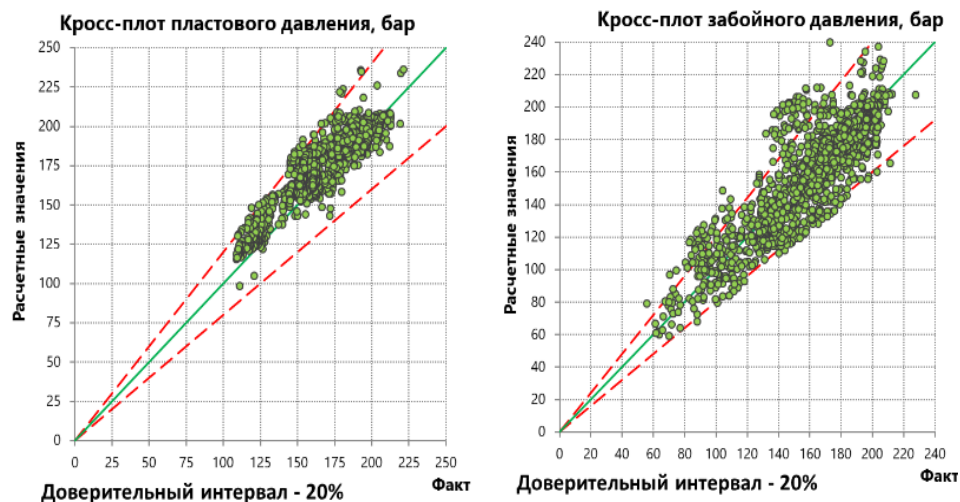 Кросс-плот пластового давления, бар
250
225
200
175
150
125
100
75
50
25
0
Расчетные значения
0 25 50 75 100 125 150 175 200 225 250
Доверительный интервал - 20%
Факт
Кросс-плот забойного давления, бар
240
220
200
180
160
140
120
100
80
60
40
20
0
Расчетные значения
0 20 40 60 80 100 120 140 160 180 200 220 240
Доверительный интервал - 20%
Факт